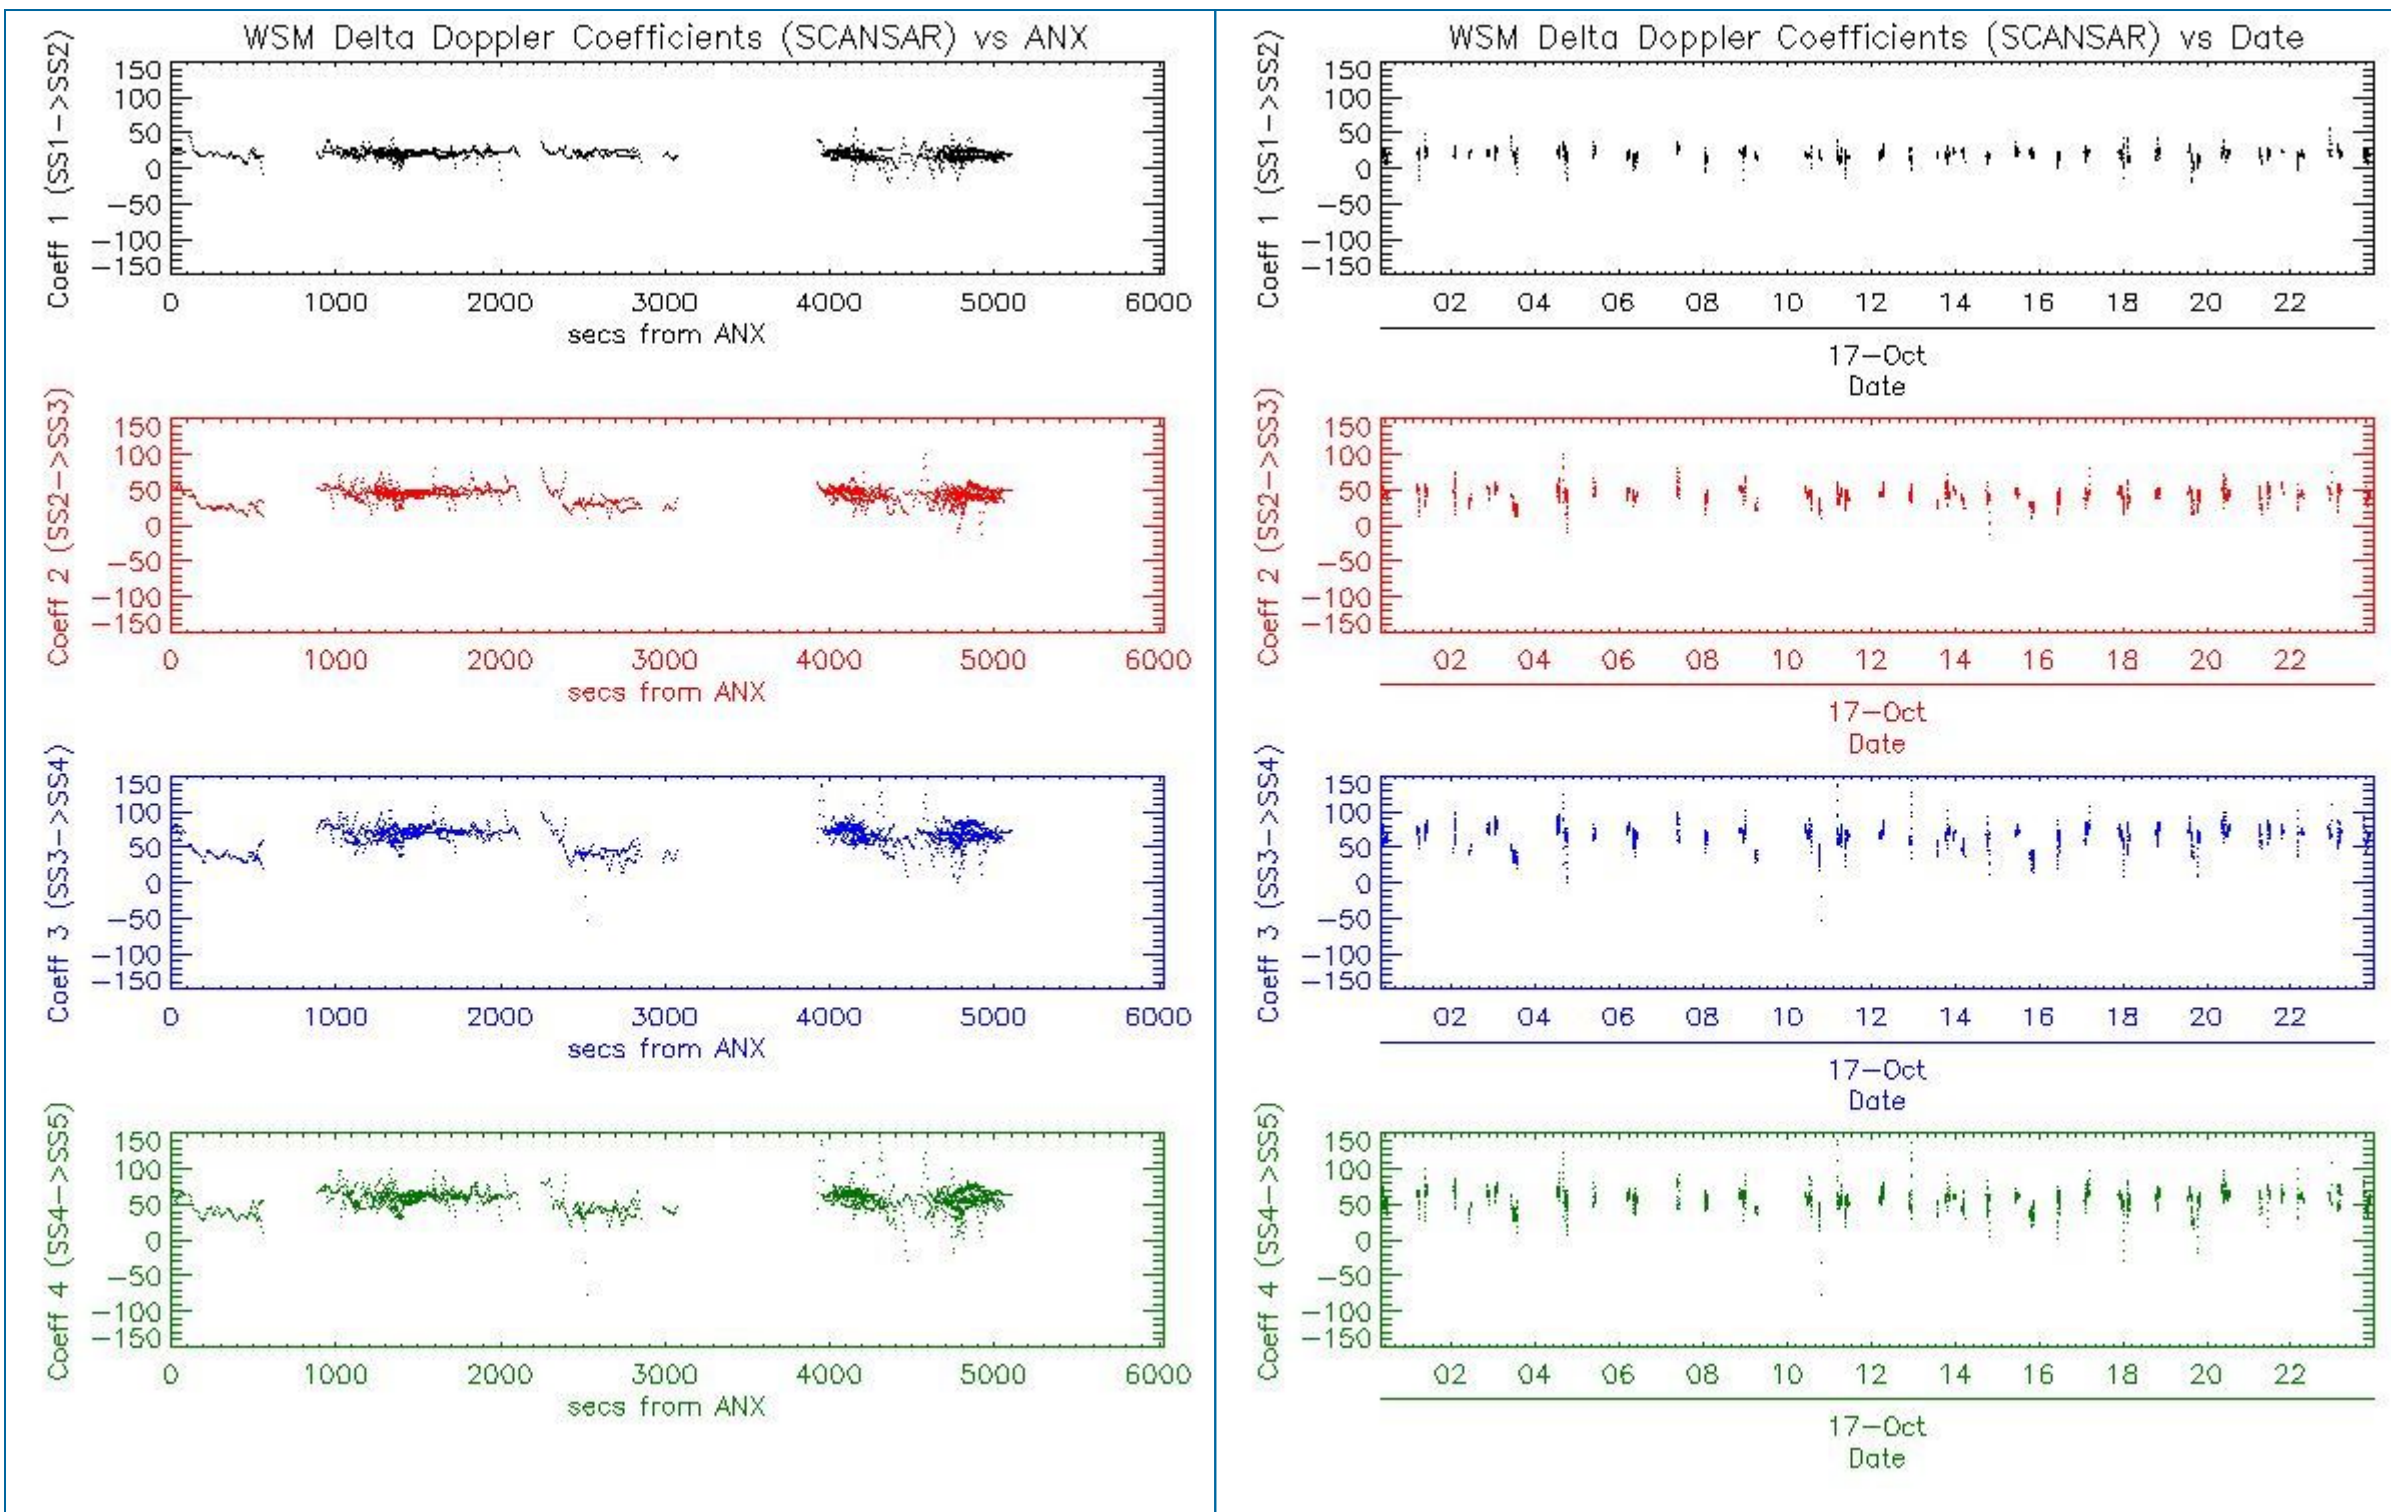 WSM Delta Doppler Coefficients (SCANSAR) vs ANX
Coeff 1 (SS1->SS2)
150
100
50
0
-50
-100
-150
0 1000 2000 3000 4000 5000 6000
secs from ANX
Coeff 2 (SS2->SS3)
150
100
50
0
-50
-100
-150
0 1000 2000 3000 4000 5000 6000
secs from ANX
Coeff 3 (SS3->SS4)
150
100
50
0
-50
-100
-150
0 1000 2000 3000 4000 5000 6000
secs from ANX
Coeff 4 (SS4->SS5)
150
100
50
0
-50
-100
-150
0 1000 2000 3000 4000 5000 6000
secs from ANX
WSM Delta Doppler Coefficients (SCANSAR) vs Date
Coeff 1 (SS1->SS2)
150
100
50
0
-50
-100
-150
02 04 06 08 10 12 14 16 18 20 22
17-Oct
Date
Coeff 2 (SS2->SS3)
150
100
50
0
-50
-100
-150
02 04 06 08 10 12 14 16 18 20 22
17-Oct
Date
Coeff 3 (SS3->SS4)
150
100
50
0
-50
-100
-150
02 04 06 08 10 12 14 16 18 20 22
17-Oct
Date
Coeff 4 (SS4->SS5)
150
100
50
0
-50
-100
-150
02 04 06 08 10 12 14 16 18 20 22
17-Oct
Date